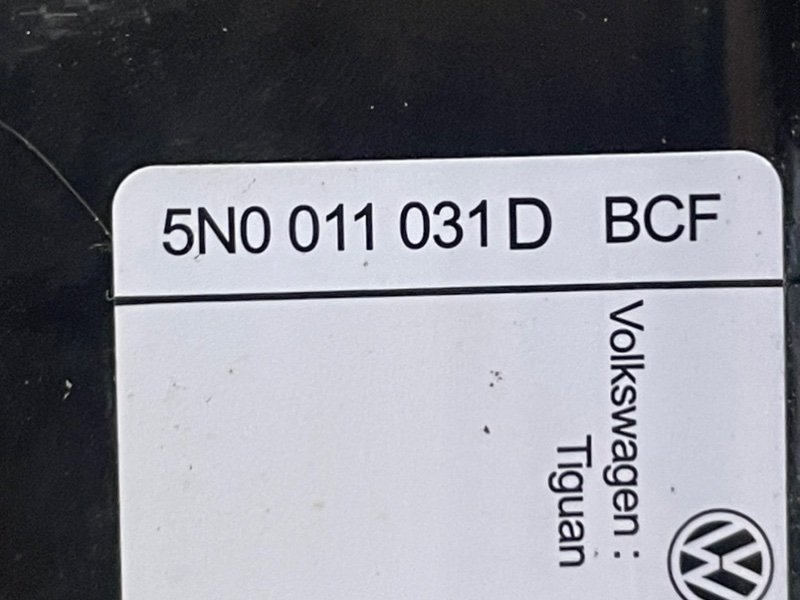 5N0 011 031 D BCF
Volkswagen :
Tiguan